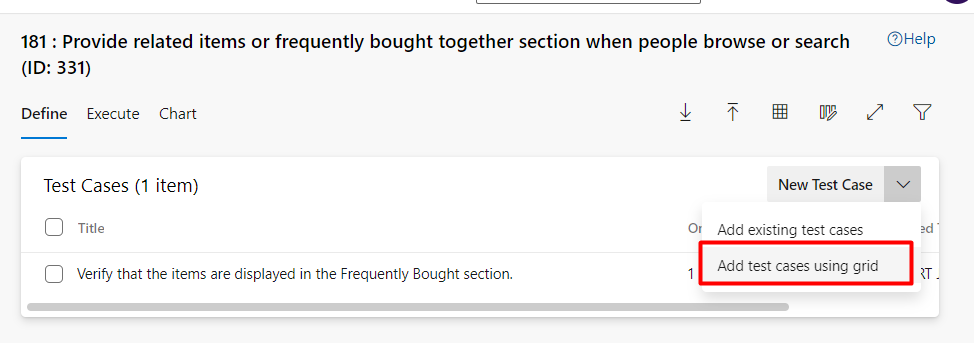 181 : Provide related items or frequently bought together section when people browse or search
(ID: 331)
Help
Define Execute Chart
Test Cases (1 item)
New Test Case
Title
Add existing test cases
Add test cases using grid
Verify that the items are displayed in the Frequently Bought section.
1